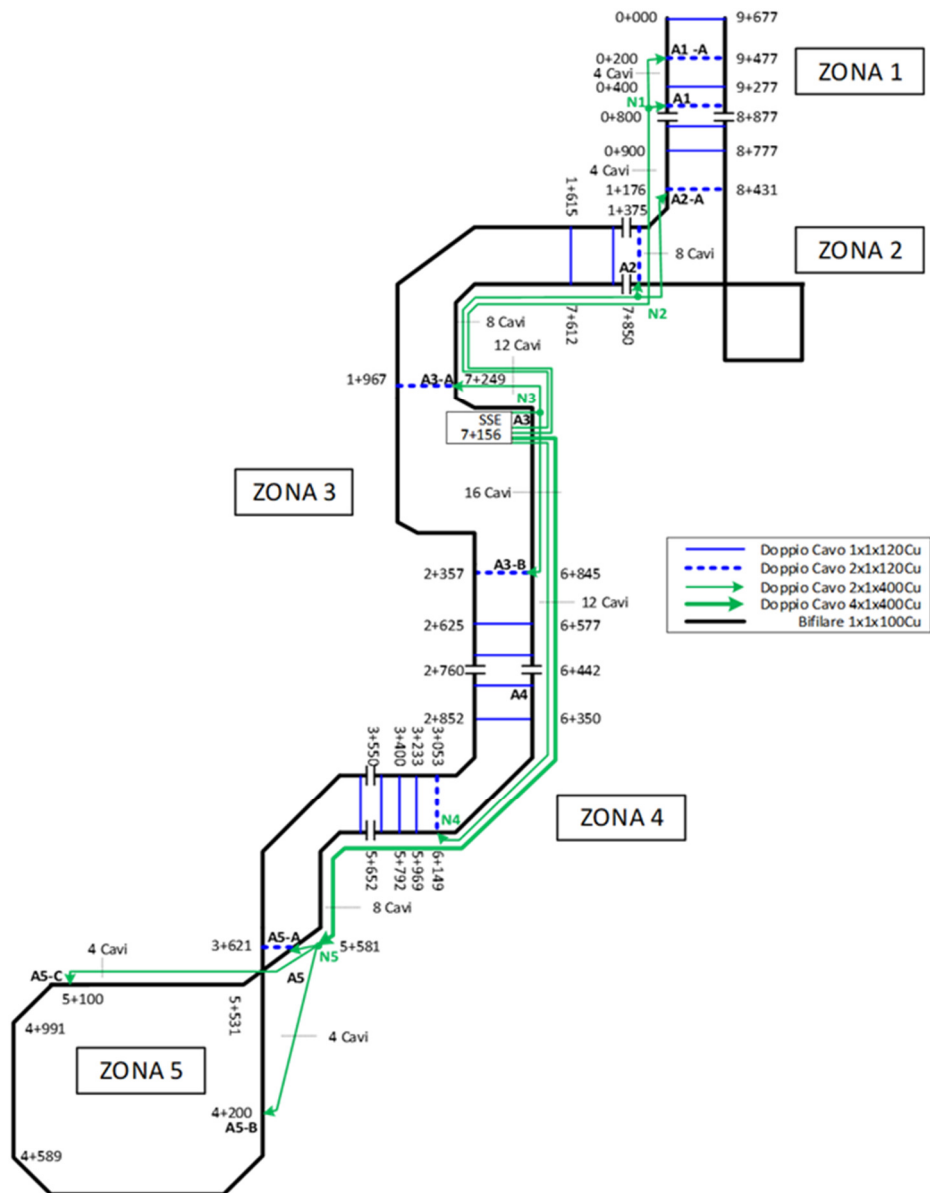 0+000 9+677
A1 -A
0+200 9+477
4 Cavi
ZONA 1
0+400 9+277
N1 A1
0+800 8+877
0+900 8+777
4 Cavi
1+176 8+431
A2-A
1+615
1+375
8 Cavi
ZONA 2
A2
N2
7+612
7+850
8 Cavi
12 Cavi
1+967 A3-A 7+249
N3
SSE A3
7+156
ZONA 3
16 Cavi
A3-B
2+357 6+845
12 Cavi
2+625 6+577
2+760 6+442
A4
2+852 6+350
Doppio Cavo 1x1x120Cu
Doppio Cavo 2x1x120Cu
Doppio Cavo 2x1x400Cu
Doppio Cavo 4x1x400Cu
Bifilare 1x1x100Cu
3+550
3+400
3+233
3+053
N4
ZONA 4
5+652
5+792
5+969
6+149
8 Cavi
A5-A
3+621 5+581
N5
4 Cavi
A5
A5-C
5+100
5+531
4+991
4 Cavi
ZONA 5
4+200
A5-B
4+589